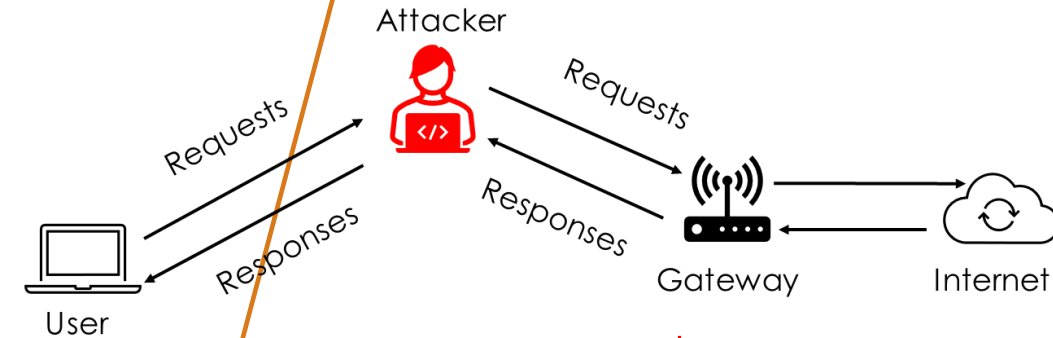 Attacker
Requests
Requests
</>
Responses
Responses
Gateway
Internet
User